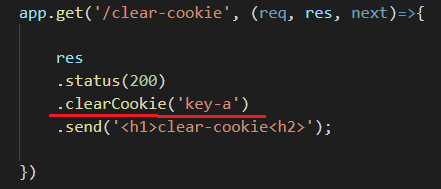 app.get('/clear-cookie', (req, res, next)=>{
res
.status(200)
.clearCookie('key-a')
.send('<h1>clear-cookie<h2>');
})